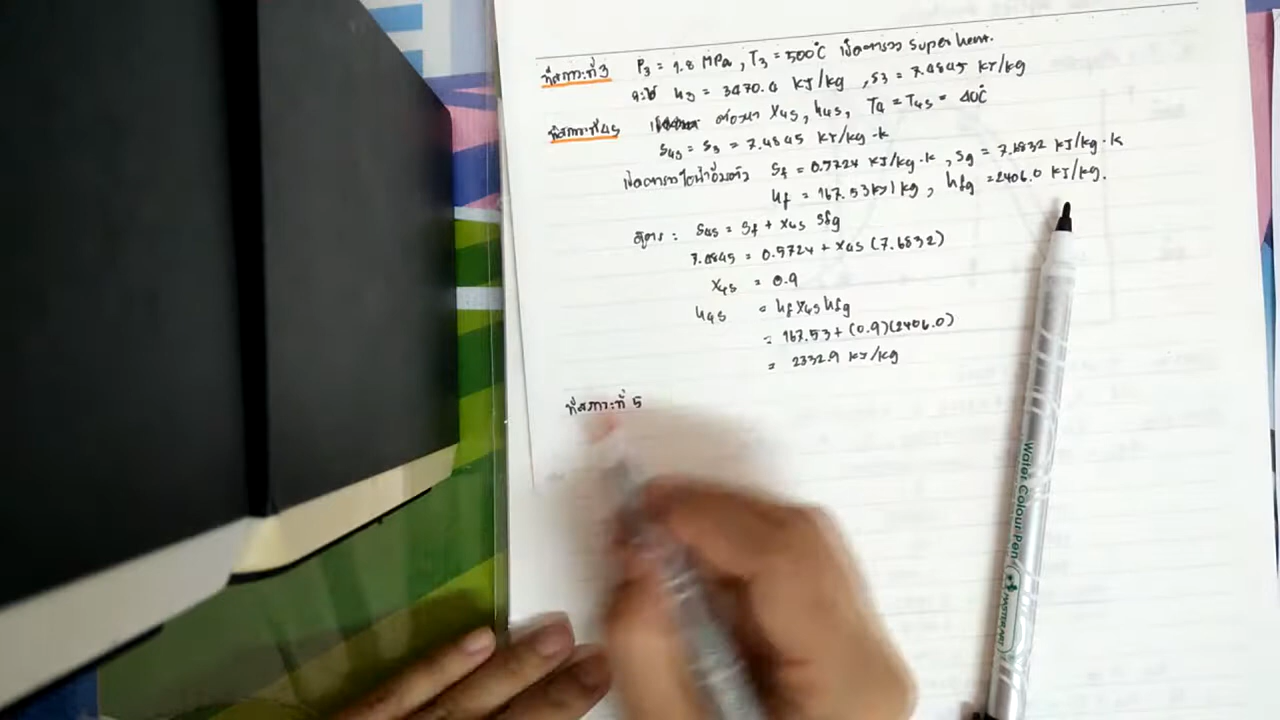 ที่สภาวะที่ 3 P3 = 1.8 MPa, T3 = 500°C เป็นสภาวะ Super heat.
จะได้ h3 = 3470.4 kJ/kg , s3 = 7.4845 kJ/kg
ที่สภาวะที่ 4s ต้องหา x4s, h4s, T4 = T4s = 40°C
s4s = s3 = 7.4845 kJ/kg·k
เป็นสภาวะไอน้ำอิ่มตัว sf = 0.5724 kJ/kg·k , sg = 7.6832 kJ/kg·k
hf = 167.53 kJ/kg , hfg = 2406.0 kJ/kg.
สูตร : s4s = sf + x4s sfg
7.4845 = 0.5724 + x4s (7.6832)
x4s = 0.9
h4s = hf x4s hfg
= 167.53 + (0.9)(2406.0)
= 2332.9 kJ/kg
ที่สภาวะที่ 5
Water Colour Pen
MASTER ART